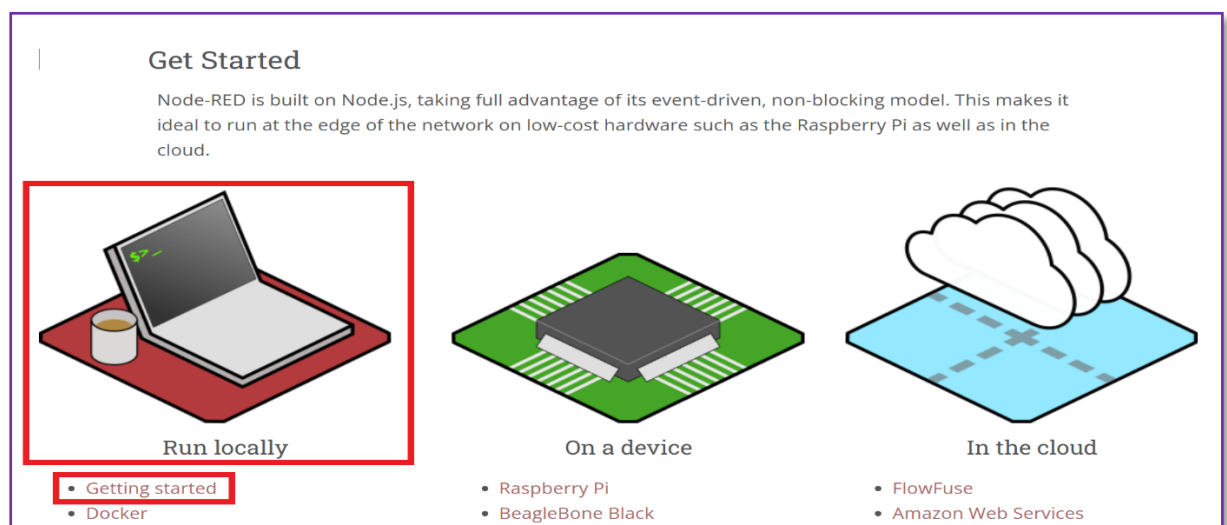 Get Started
Node-RED is built on Node.js, taking full advantage of its event-driven, non-blocking model. This makes it
ideal to run at the edge of the network on low-cost hardware such as the Raspberry Pi as well as in the
cloud.
$>_
Run locally
On a device
In the cloud
Getting started
Docker
Raspberry Pi
BeagleBone Black
FlowFuse
Amazon Web Services